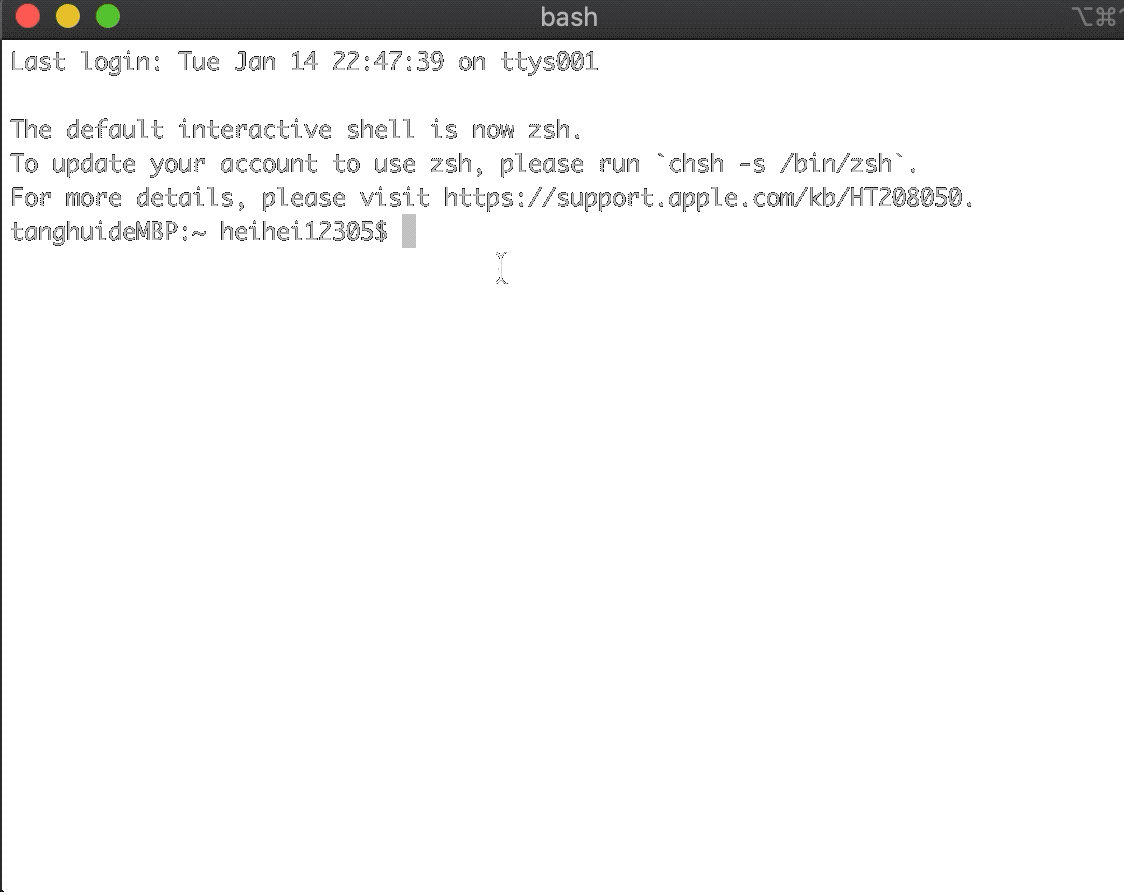 bash
⌥⌘
Last login: Tue Jan 14 22:47:39 on ttys001
The default interactive shell is now zsh.
To update your account to use zsh, please run `chsh -s /bin/zsh`.
For more details, please visit https://support.apple.com/kb/HT208050.
tanghuideMBP:~ heihei12305$